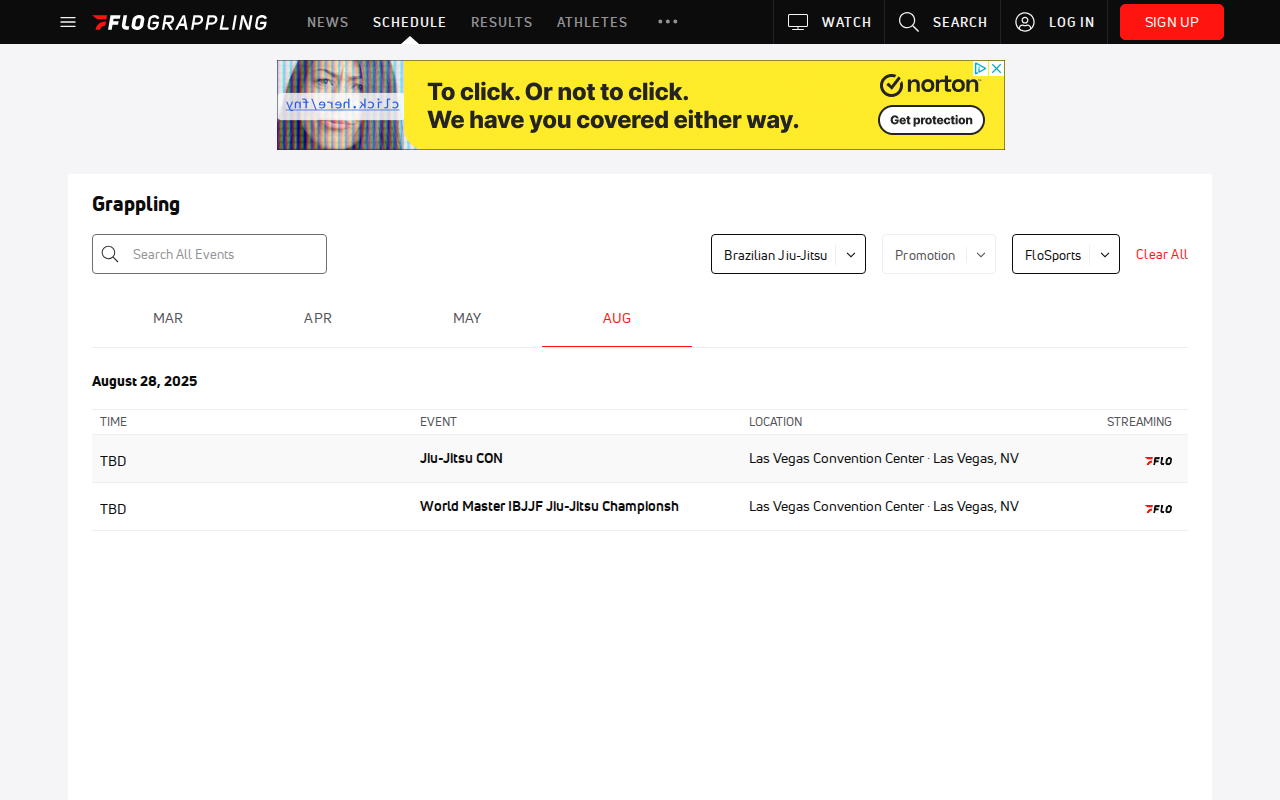 FLOGRAPPLING NEWS SCHEDULE RESULTS ATHLETES ••• WATCH SEARCH LOG IN SIGN UP
click.here/fny
To click. Or not to click.
We have you covered either way.
norton
Get protection
Grappling
Search All Events Brazilian Jiu-Jitsu Promotion FloSports Clear All
MAR APR MAY AUG
August 28, 2025
TIME EVENT LOCATION STREAMING
TBD Jiu-Jitsu CON Las Vegas Convention Center · Las Vegas, NV FLO
TBD World Master IBJJF Jiu-Jitsu Championsh Las Vegas Convention Center · Las Vegas, NV FLO